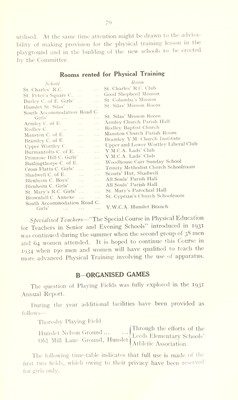 sirdised. At the same time attention might be drawn to the advisability of making provision for the physical training lesson in the
playground and in the building of the new schools to be erected
by the Committee.
Rooms rented for Physical Training
School Room
St. Charles' R.C. St. Charles' R.C. Club
St. Peter's Square C. Good Shepherd Mission
Burley C. of E. Girls' St. Columba's Mission
Hunslet St. Silas' St. Silas' Mission Room
South Accommodation Road C. Girls' St. Silas' Mission Room
Armley C. of E. Armley Church Parish Hall
Rodley C. Rodley Baptist Church
Manston C. of E. Manston Church Parish Room
Bramley C. of E. Bramley Y.M. Church Institute
Upper Wortley C. Upper and Lower Wortley Liberal Club
Burmantofts C. of E. Y.M.C.A. Lads' Club
Primrose Hill C. Girls' Y.M.C.A. Lads' Club
Buslingthorpe C. of E. Woodhouse Carr Sunday School
Cross Flatts C. Girls' Trinity Methodist Church Schoolroom
Shadwell C. of E. Scouts' Hut, Shadwell
Blenheim C. Boys' All Souls' Parish Hall
Blenheim C. Girls' All Souls' Parish Hall
St. Mary's R.C. Girls' St. Mary's Parochial Hall
Brownhill C. Annexe St. Cyprian's Church Schoolroom
South Accommodation Road C. Girls' Y.W.C.A. Hunslet Branch
Specialised Teachers—"The Special Course in Physical Education
for Teachers in Senior and Evening Schools" introduced in 1931
was continued during the summer when the second group of 38 men
and 64 women attended. It is hoped to continue this Course in
1934 when 190 men and women will have qualified to teach the
more advanced Physical Training involving the use of apparatus.
B—ORGANISED GAMES
The question of Playing Fields was fully explored in the 1931
Annual Report.
During the year additional facilities have been provided as
follows—
Thoresby Playing Field
Hunslet Nelson Ground
Old Mill Lane Ground, Hunslet
Through the efforts of the
Leeds Elementary Schools'
Athletic Association.
The following time-table indicates that full use is made of the
first two fields, which owing to their privacy have been reserved
for girls only.